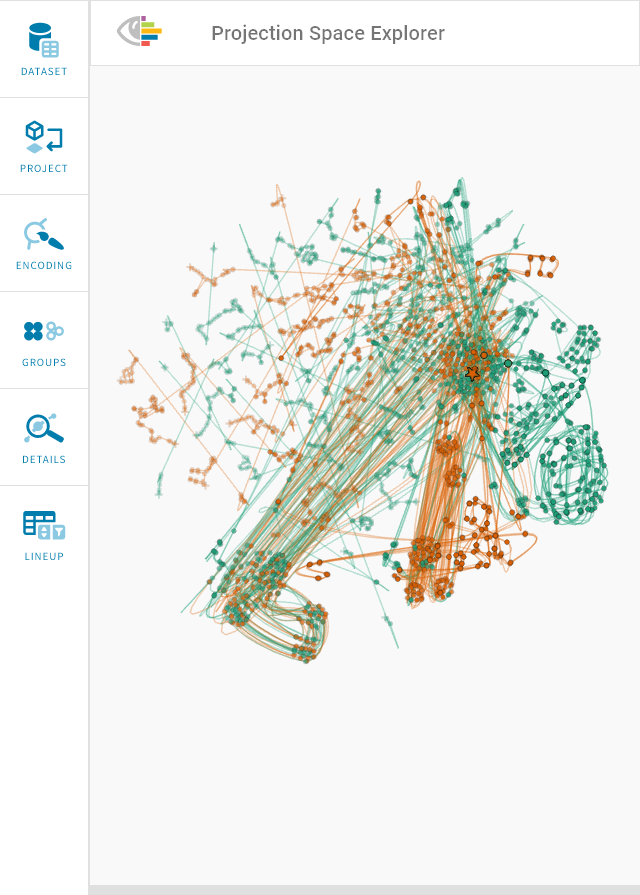 Projection Space Explorer
DATASET
PROJECT
ENCODING
GROUPS
DETAILS
LINEUP